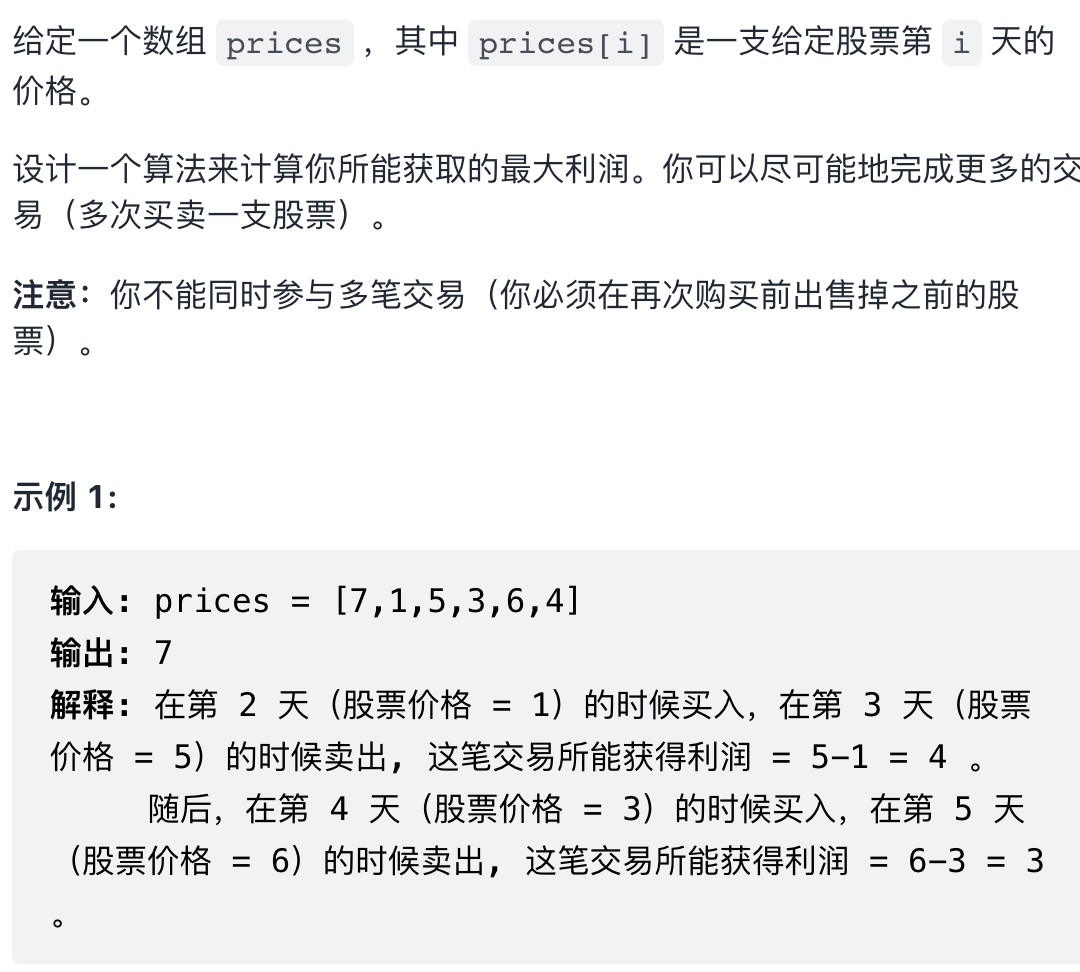 给定一个数组 prices ，其中 prices[i] 是一支给定股票第 i 天的
价格。
设计一个算法来计算你所能获取的最大利润。你可以尽可能地完成更多的交
易（多次买卖一支股票）。
注意：你不能同时参与多笔交易（你必须在再次购买前出售掉之前的股
票）。
示例 1:
输入: prices = [7,1,5,3,6,4]
输出: 7
解释: 在第 2 天（股票价格 = 1）的时候买入，在第 3 天（股票
价格 = 5）的时候卖出, 这笔交易所能获得利润 = 5-1 = 4 。
随后，在第 4 天（股票价格 = 3）的时候买入，在第 5 天
（股票价格 = 6）的时候卖出, 这笔交易所能获得利润 = 6-3 = 3
。